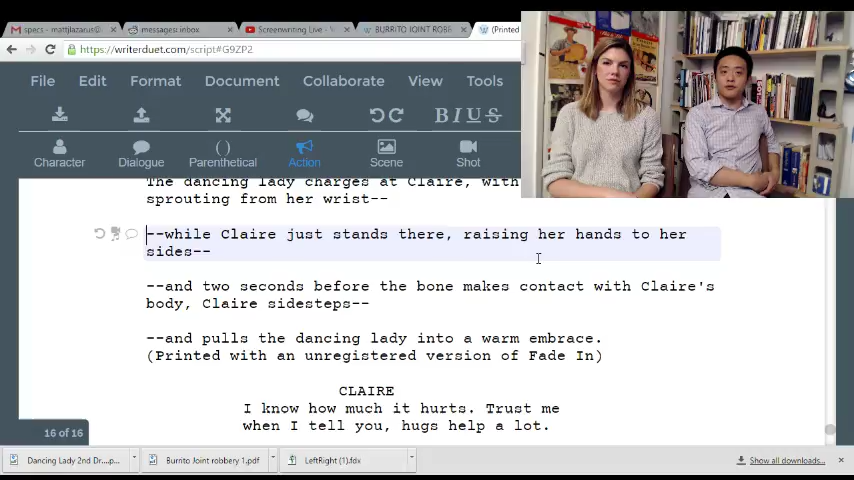 specs - mattjlazarus@
messages: inbox
Screenwriting Live -
BURRITO JOINT ROBB
(Printed
https://writerduet.com/script#G9ZP2
File Edit Format Document Collaborate View Tools
B I U S
Character Dialogue Parenthetical Action Scene Shot
The dancing lady charges at Claire, with
sprouting from her wrist--
--while Claire just stands there, raising her hands to her
sides--
--and two seconds before the bone makes contact with Claire's
body, Claire sidesteps--
--and pulls the dancing lady into a warm embrace.
(Printed with an unregistered version of Fade In)
CLAIRE
I know how much it hurts. Trust me
when I tell you, hugs help a lot.
16 of 16
Dancing Lady 2nd Dr....p...
Burrito Joint robbery 1.pdf
LeftRight (1).fdx
Show all downloads...